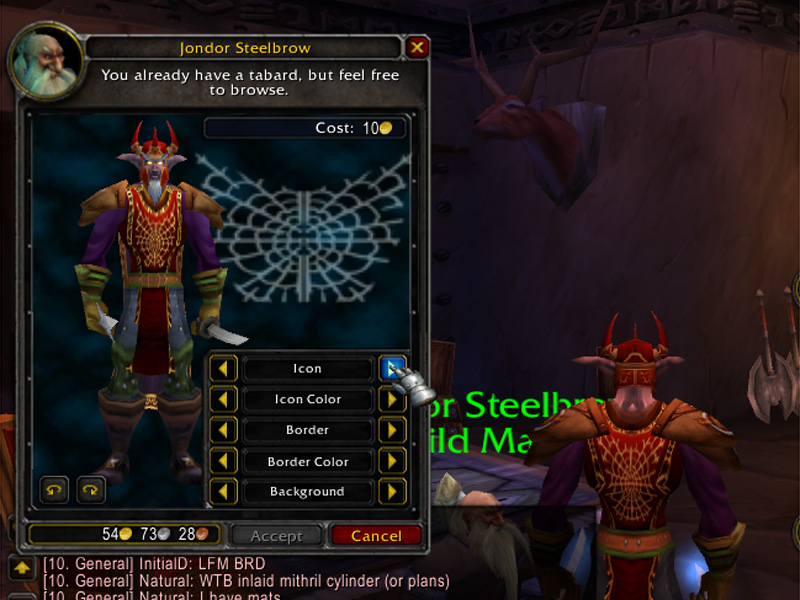 Jondor Steelbrow
You already have a tabard, but feel free
to browse.
Cost: 10
Icon
Icon Color
Border
Border Color
Background
54 73 28
Accept
Cancel
[10. General] InitialD: LFM BRD
[10. General] Natural: WTB inlaid mithril cylinder (or plans)
[10. General] Natural: I have mats